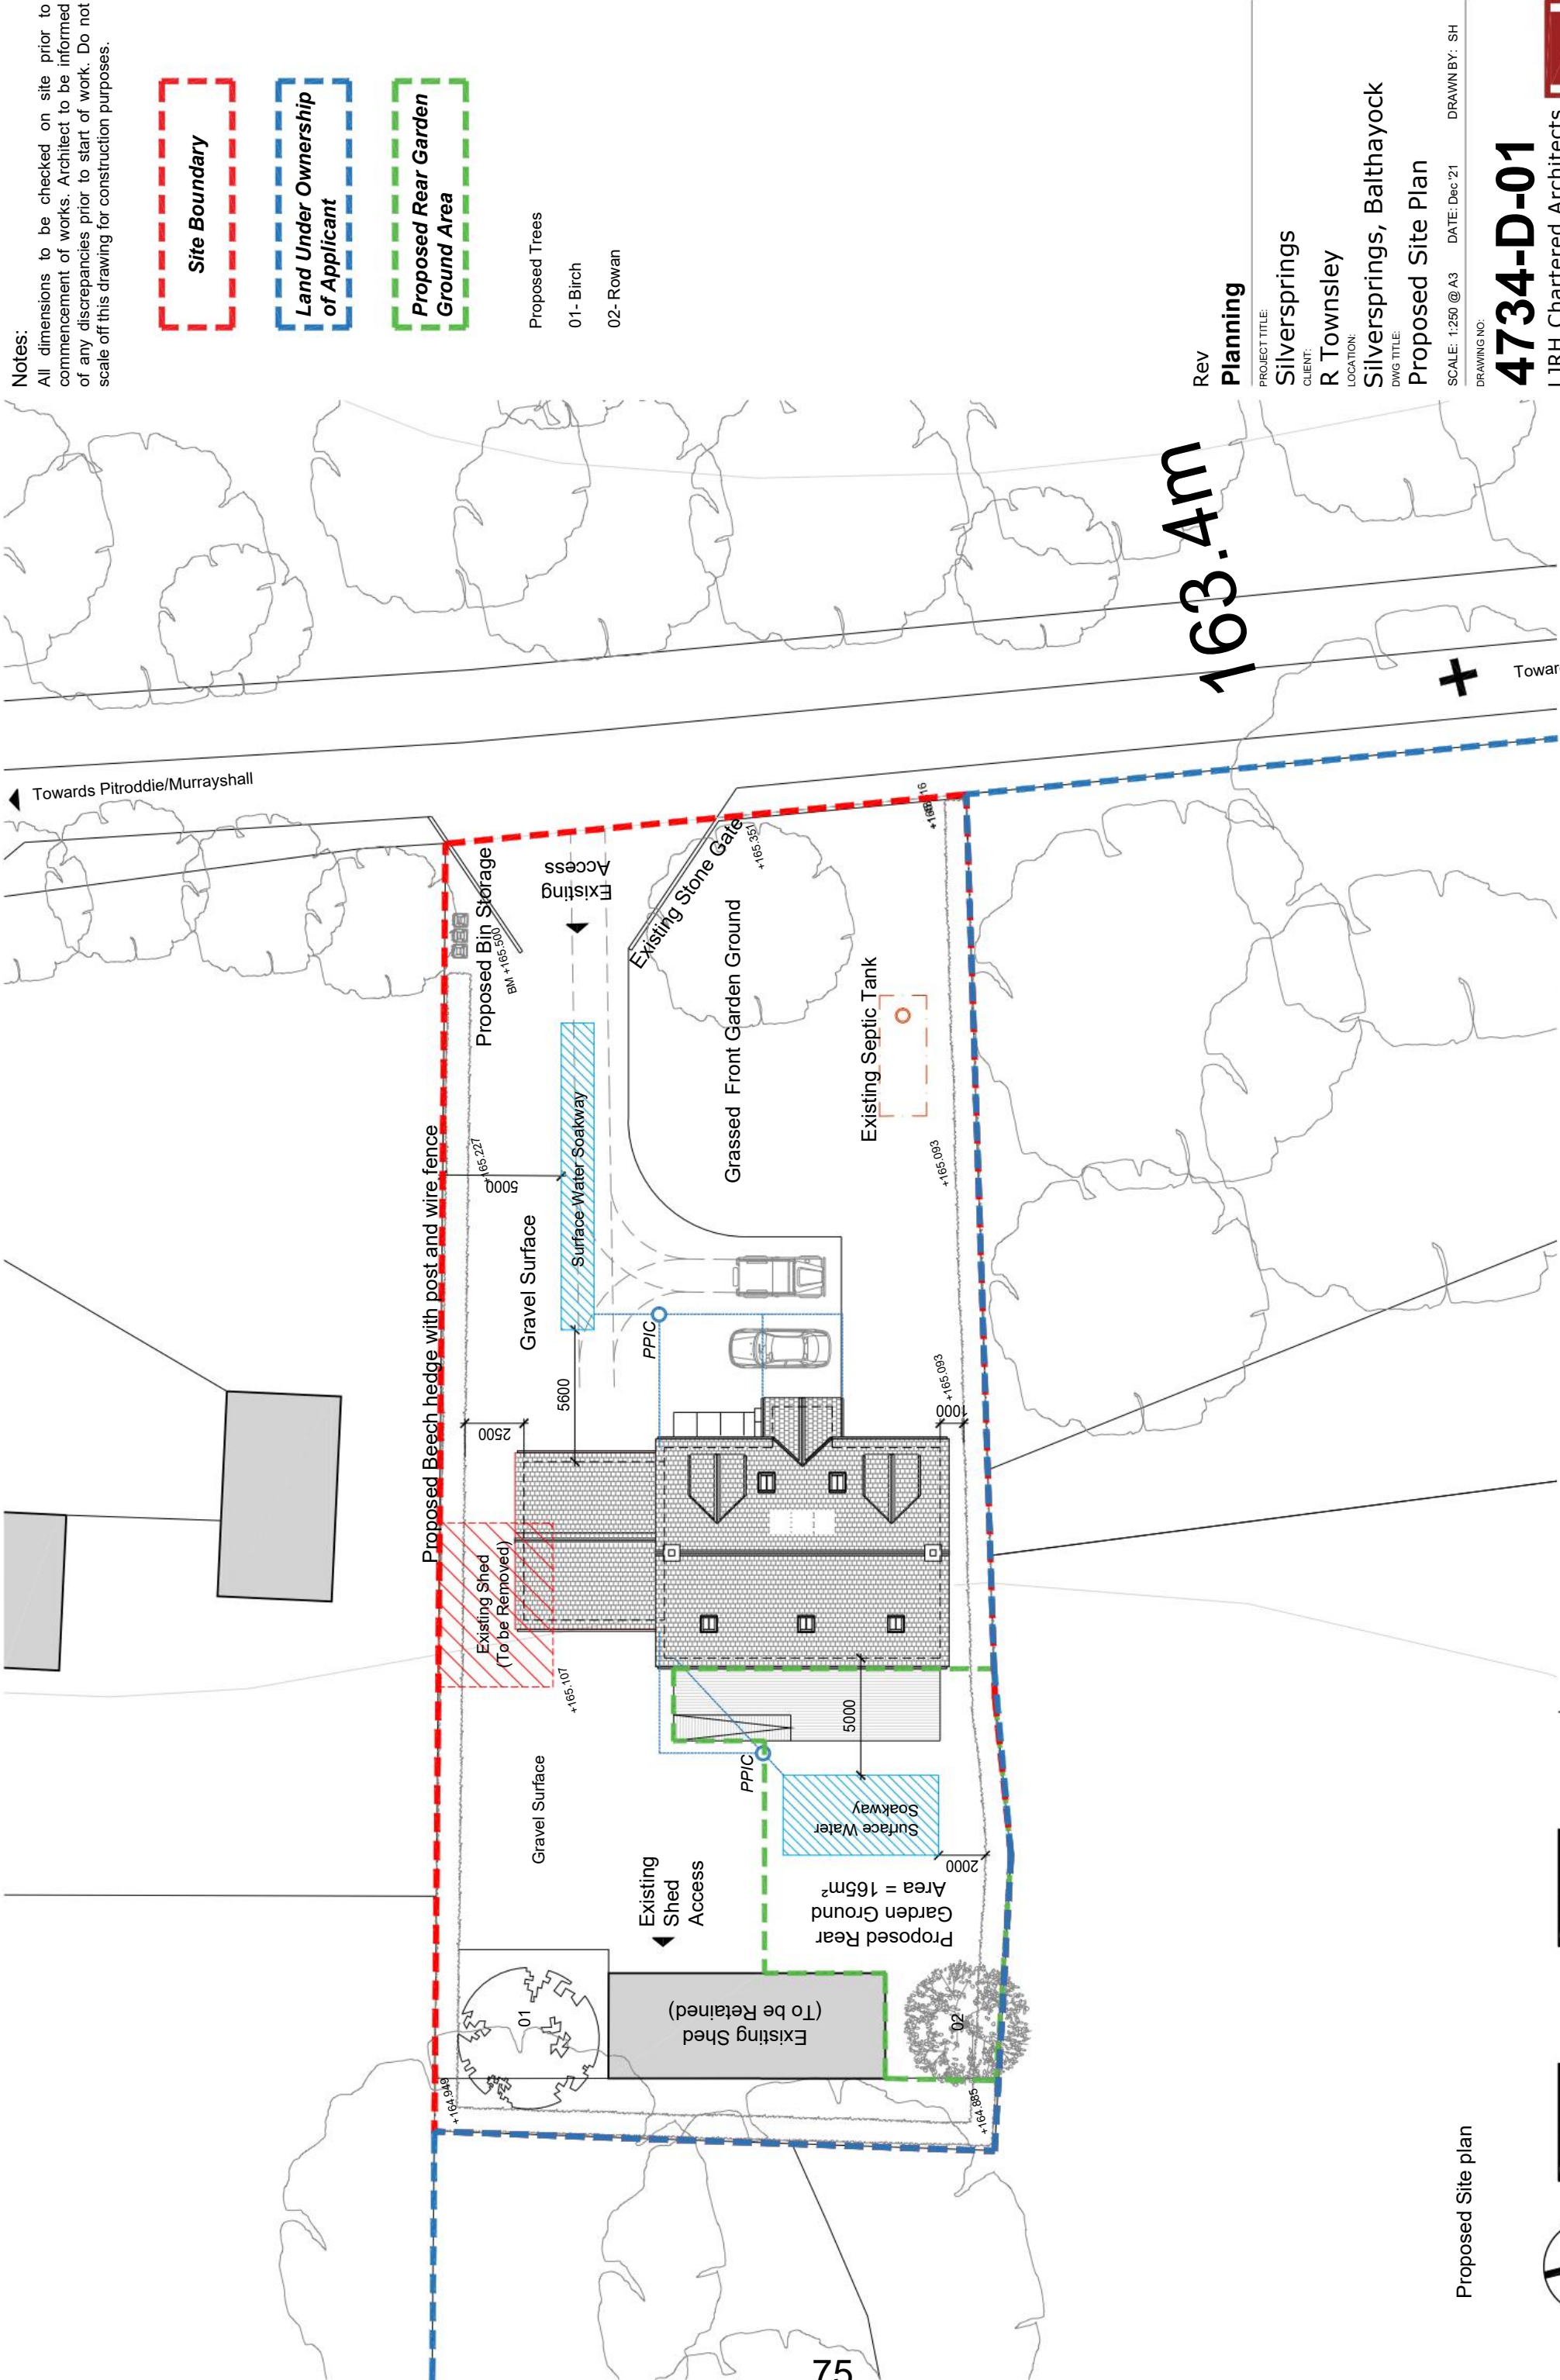 Notes:
All dimensions to be checked on site prior to
commencement of works. Architect to be informed
of any discrepancies prior to start of work. Do not
scale off this drawing for construction purposes.
Site Boundary
Land Under Ownership
of Applicant
Proposed Rear Garden
Ground Area
Proposed Trees
01- Birch
02- Rowan
Rev
Planning
PROJECT TITLE:
Silversprings
CLIENT:
R Townsley
LOCATION:
Silversprings, Balthayock
DWG TITLE:
Proposed Site Plan
SCALE: 1:250 @ A3
DATE: Dec '21
DRAWN BY: SH
DRAWING NO:
4734-D-01
LJRH Chartered Architects
163.4m
Towards Pitroddie/Murrayshall
Proposed Bin Storage
BM +165.500
Existing
Access
Existing Stone Gate
+165.351
Grassed Front Garden Ground
Existing Septic Tank
+165.093
Proposed Beech hedge with post and wire fence
+165.227
5000
Surface Water Soakway
Gravel Surface
PPIC
5600
2500
1000
+165.093
Existing Shed
(To be Removed)
+165.107
5000
PPIC
Gravel Surface
Surface Water
Soakway
2000
Existing
Shed
Access
Proposed Rear
Garden Ground
Area = 165m²
01
Existing Shed
(To be Retained)
02
+164.949
+164.885
Proposed Site plan
75